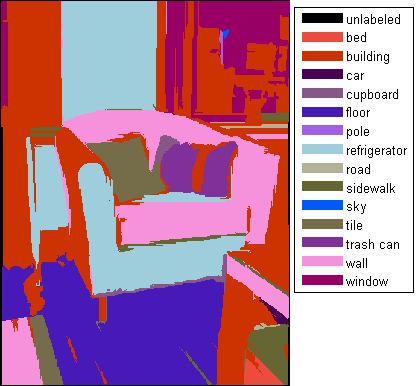 unlabeled
bed
building
car
cupboard
floor
pole
refrigerator
road
sidewalk
sky
tile
trash can
wall
window